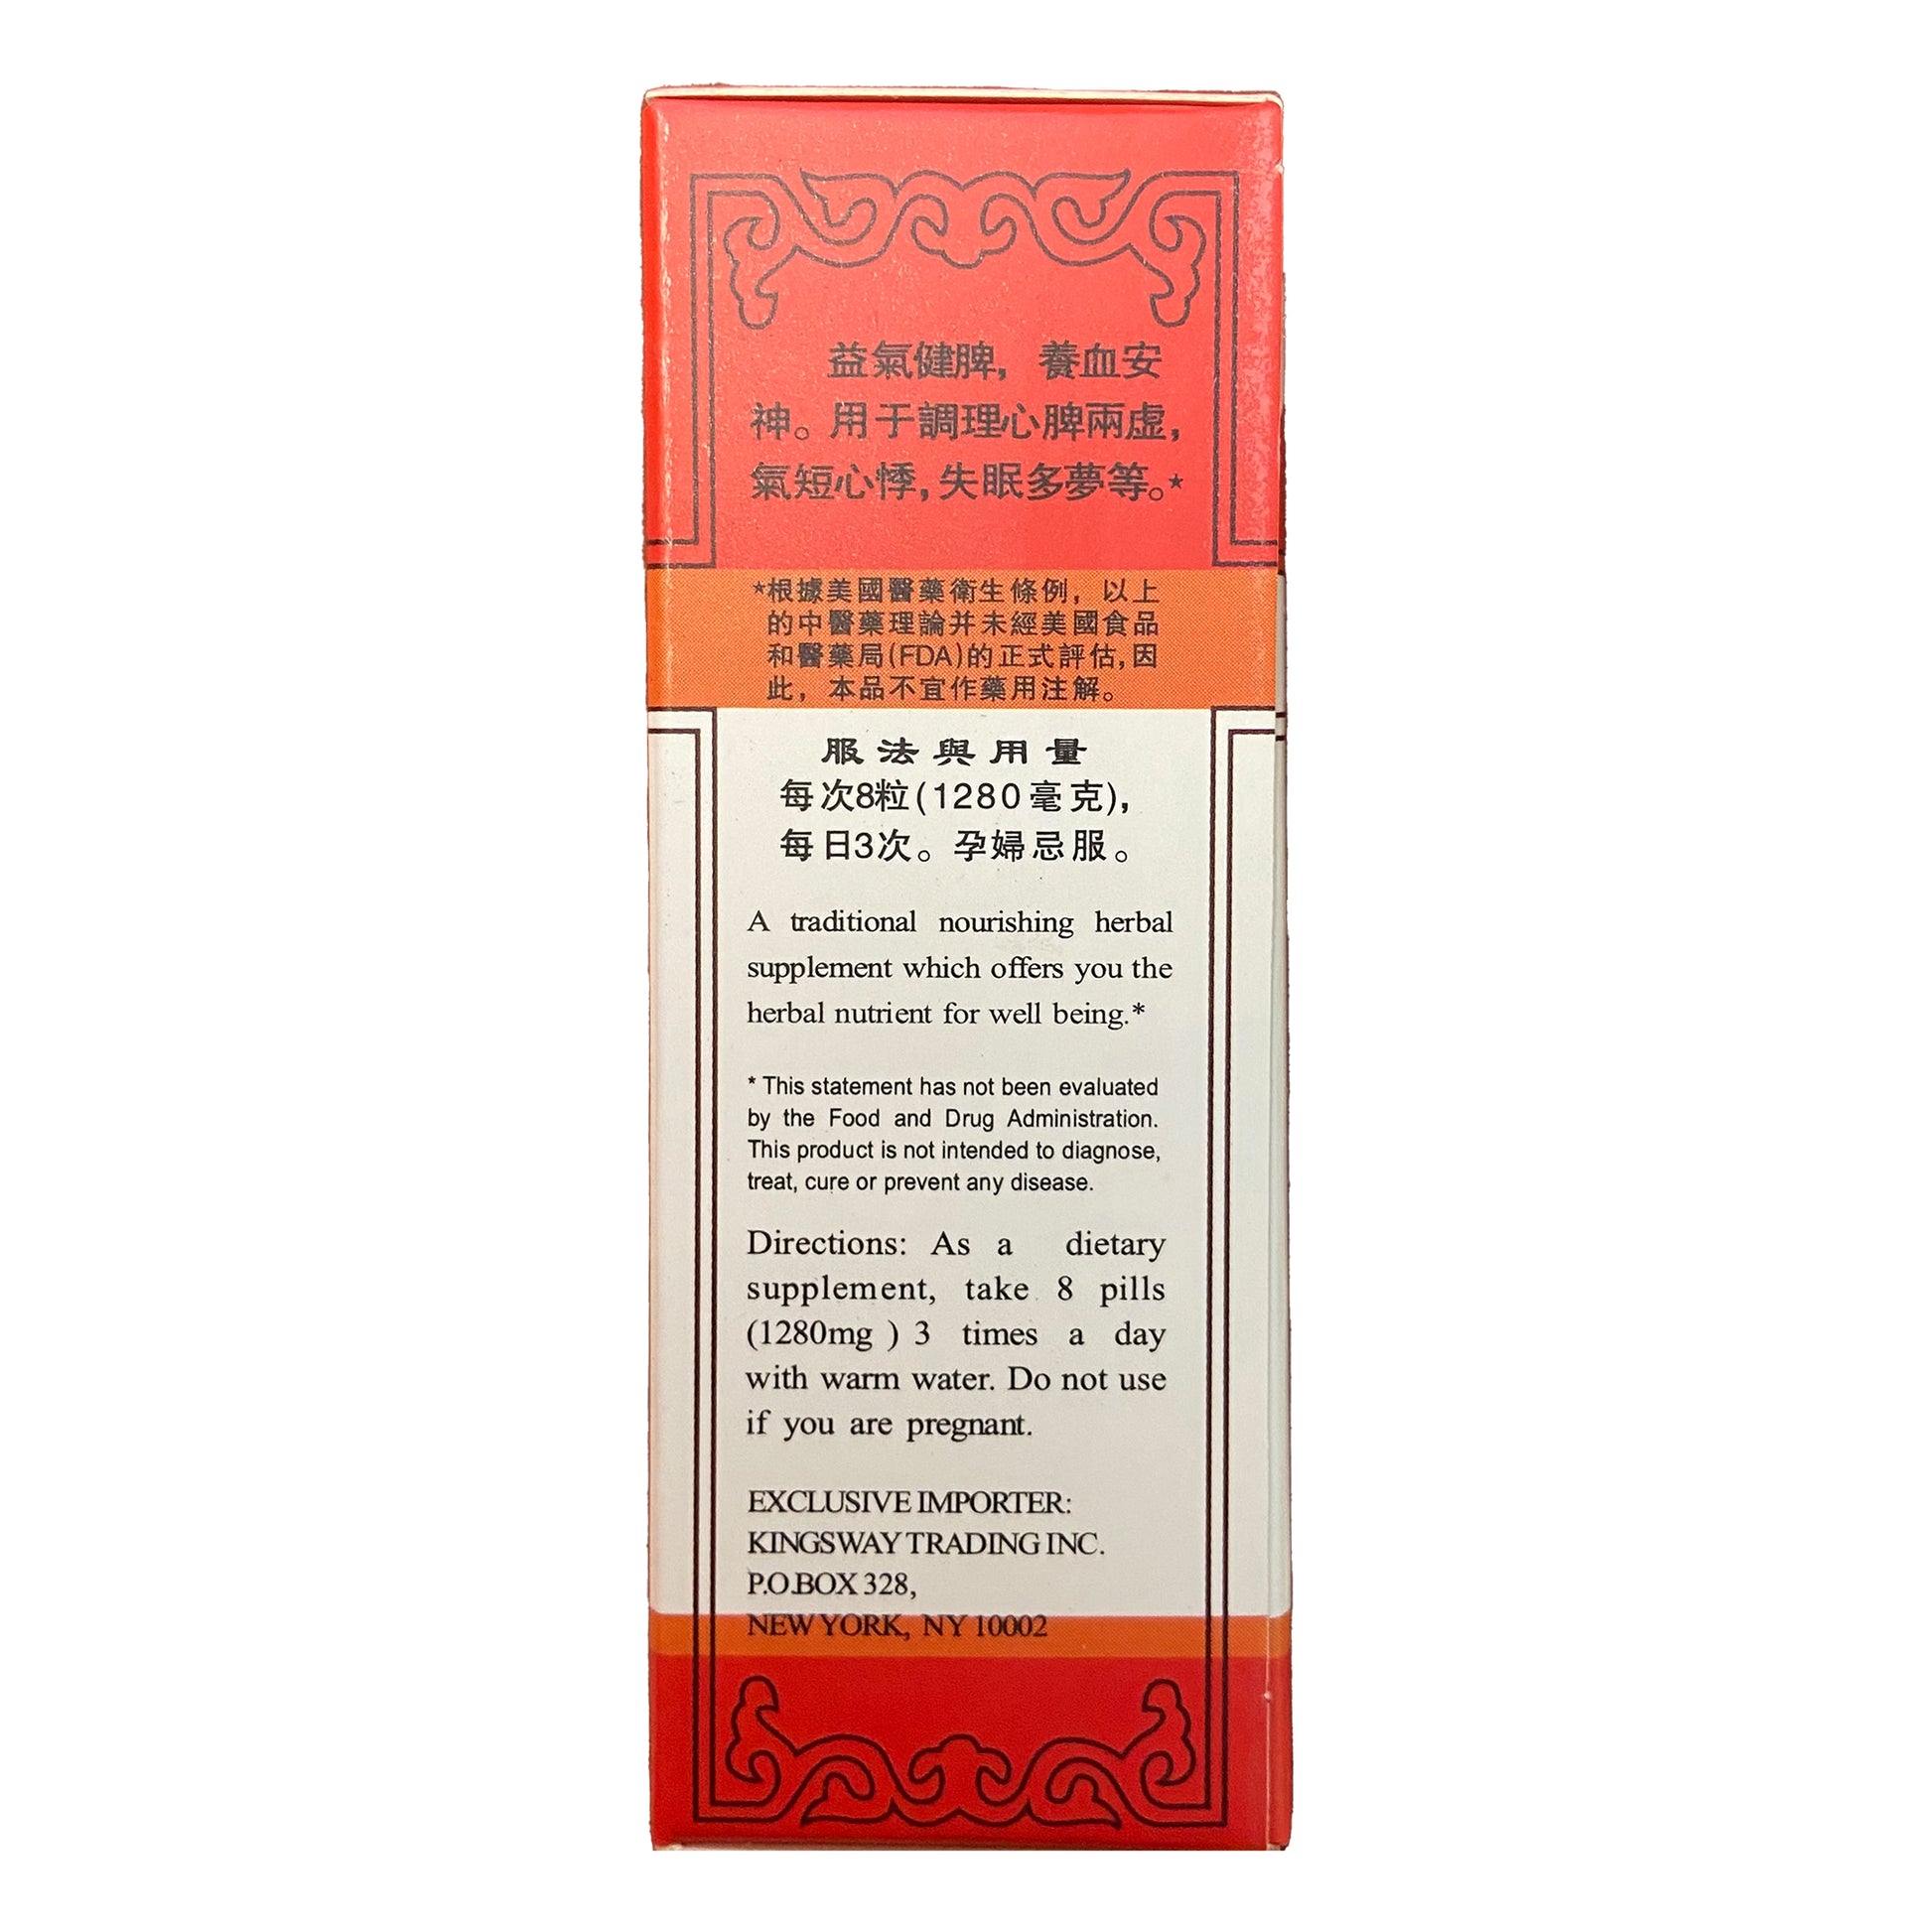 益氣健脾，養血安
神。用于調理心脾兩虛，
氣短心悸，失眠多夢等。*
*根據美國醫藥衛生條例，以上
的中醫藥理論并未經美國食品
和醫藥局(FDA)的正式評估,因
此，本品不宜作藥用注解。
服法與用量
每次8粒(1280毫克)，
每日3次。孕婦忌服。
A traditional nourishing herbal
supplement which offers you the
herbal nutrient for well being.*
* This statement has not been evaluated
by the Food and Drug Administration.
This product is not intended to diagnose,
treat, cure or prevent any disease.
Directions: As a dietary
supplement, take 8 pills
(1280mg ) 3 times a day
with warm water. Do not use
if you are pregnant.
EXCLUSIVE IMPORTER:
KINGSWAY TRADING INC.
P.O.BOX 328,
NEW YORK, NY 10002